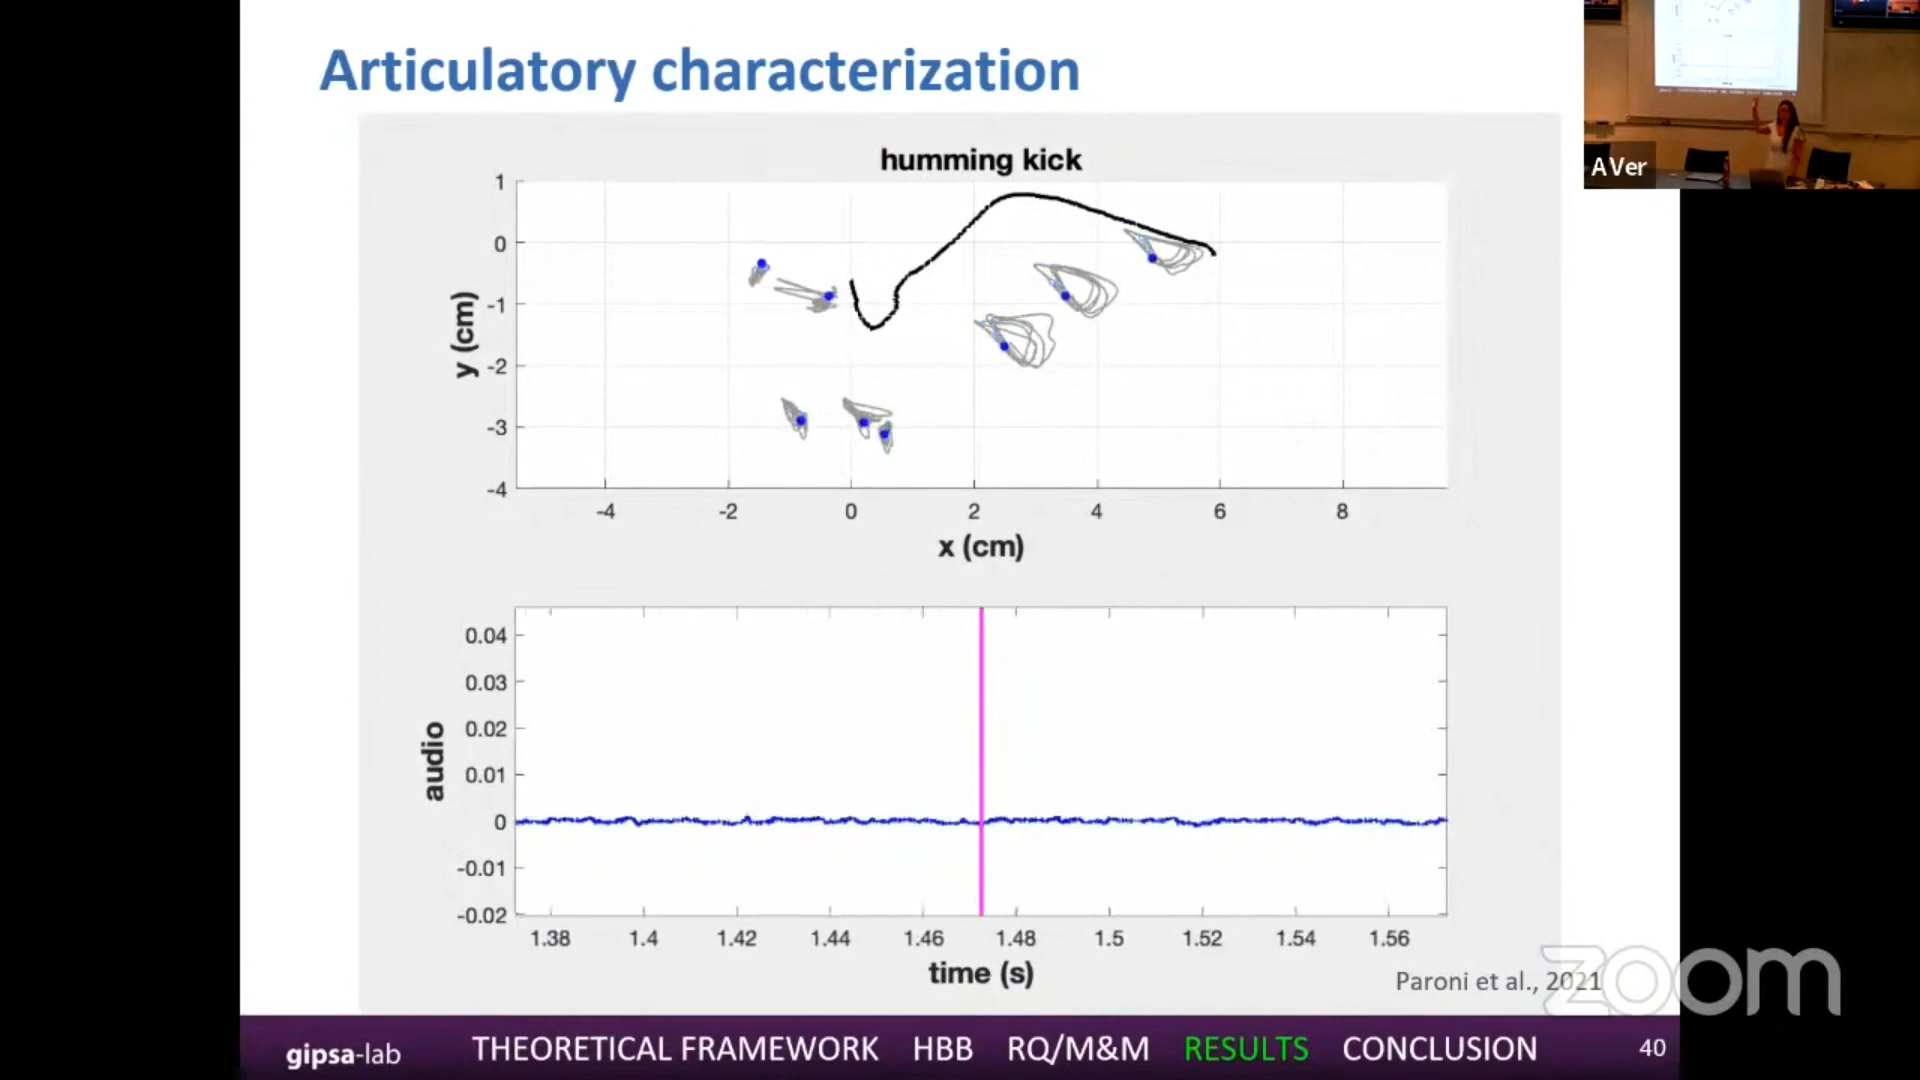 Articulatory characterization
humming kick
1
0
-1
-2
-3
-4
y (cm)
-4 -2 0 2 4 6 8
x (cm)
0.04
0.03
0.02
0.01
0
-0.01
-0.02
audio
1.38 1.4 1.42 1.44 1.46 1.48 1.5 1.52 1.54 1.56
time (s)
Paroni et al., 2021
gipsa-lab THEORETICAL FRAMEWORK HBB RQ/M&M RESULTS CONCLUSION 40
AVer
zoom